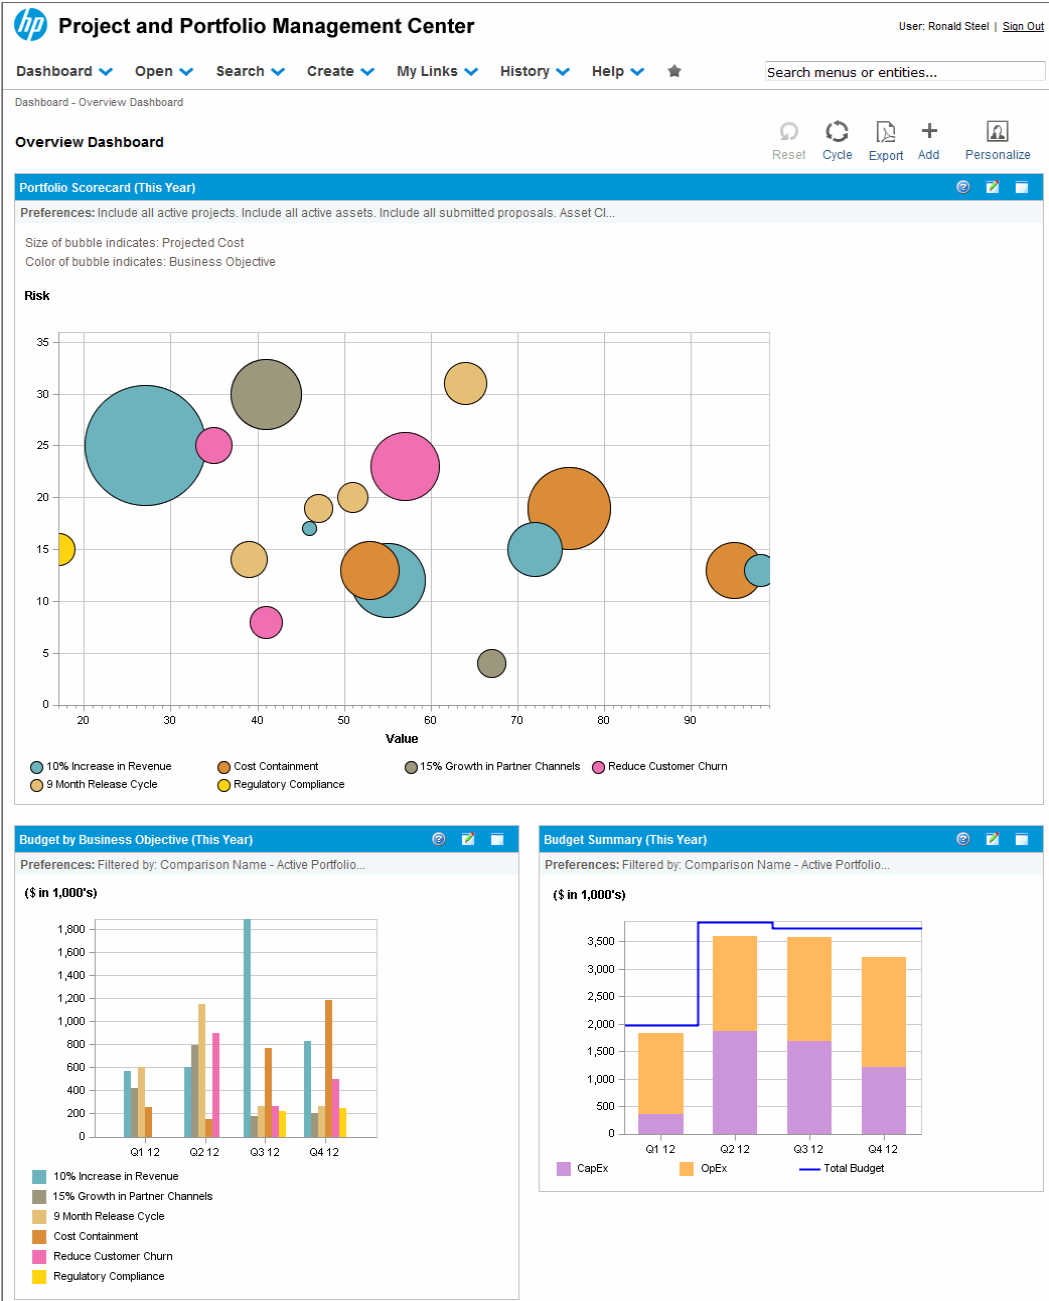 hp Project and Portfolio Management Center
User: Ronald Steel | Sign Out
Dashboard Open Search Create My Links History Help
Search menus or entities...
Dashboard - Overview Dashboard
Overview Dashboard
Reset Cycle Export Add Personalize
Portfolio Scorecard (This Year)
Preferences: Include all active projects. Include all active assets. Include all submitted proposals. Asset Cl...
Size of bubble indicates: Projected Cost
Color of bubble indicates: Business Objective
Risk
35
30
25
20
15
10
5
0
20 30 40 50 60 70 80 90
Value
10% Increase in Revenue Cost Containment 15% Growth in Partner Channels Reduce Customer Churn
9 Month Release Cycle Regulatory Compliance
Budget by Business Objective (This Year)
Preferences: Filtered by: Comparison Name - Active Portfolio...
($ in 1,000's)
1,800
1,600
1,400
1,200
1,000
800
600
400
200
0
Q1 12 Q2 12 Q3 12 Q4 12
10% Increase in Revenue
15% Growth in Partner Channels
9 Month Release Cycle
Cost Containment
Reduce Customer Churn
Regulatory Compliance
Budget Summary (This Year)
Preferences: Filtered by: Comparison Name - Active Portfolio...
($ in 1,000's)
3,500
3,000
2,500
2,000
1,500
1,000
500
0
Q1 12 Q2 12 Q3 12 Q4 12
CapEx OpEx Total Budget